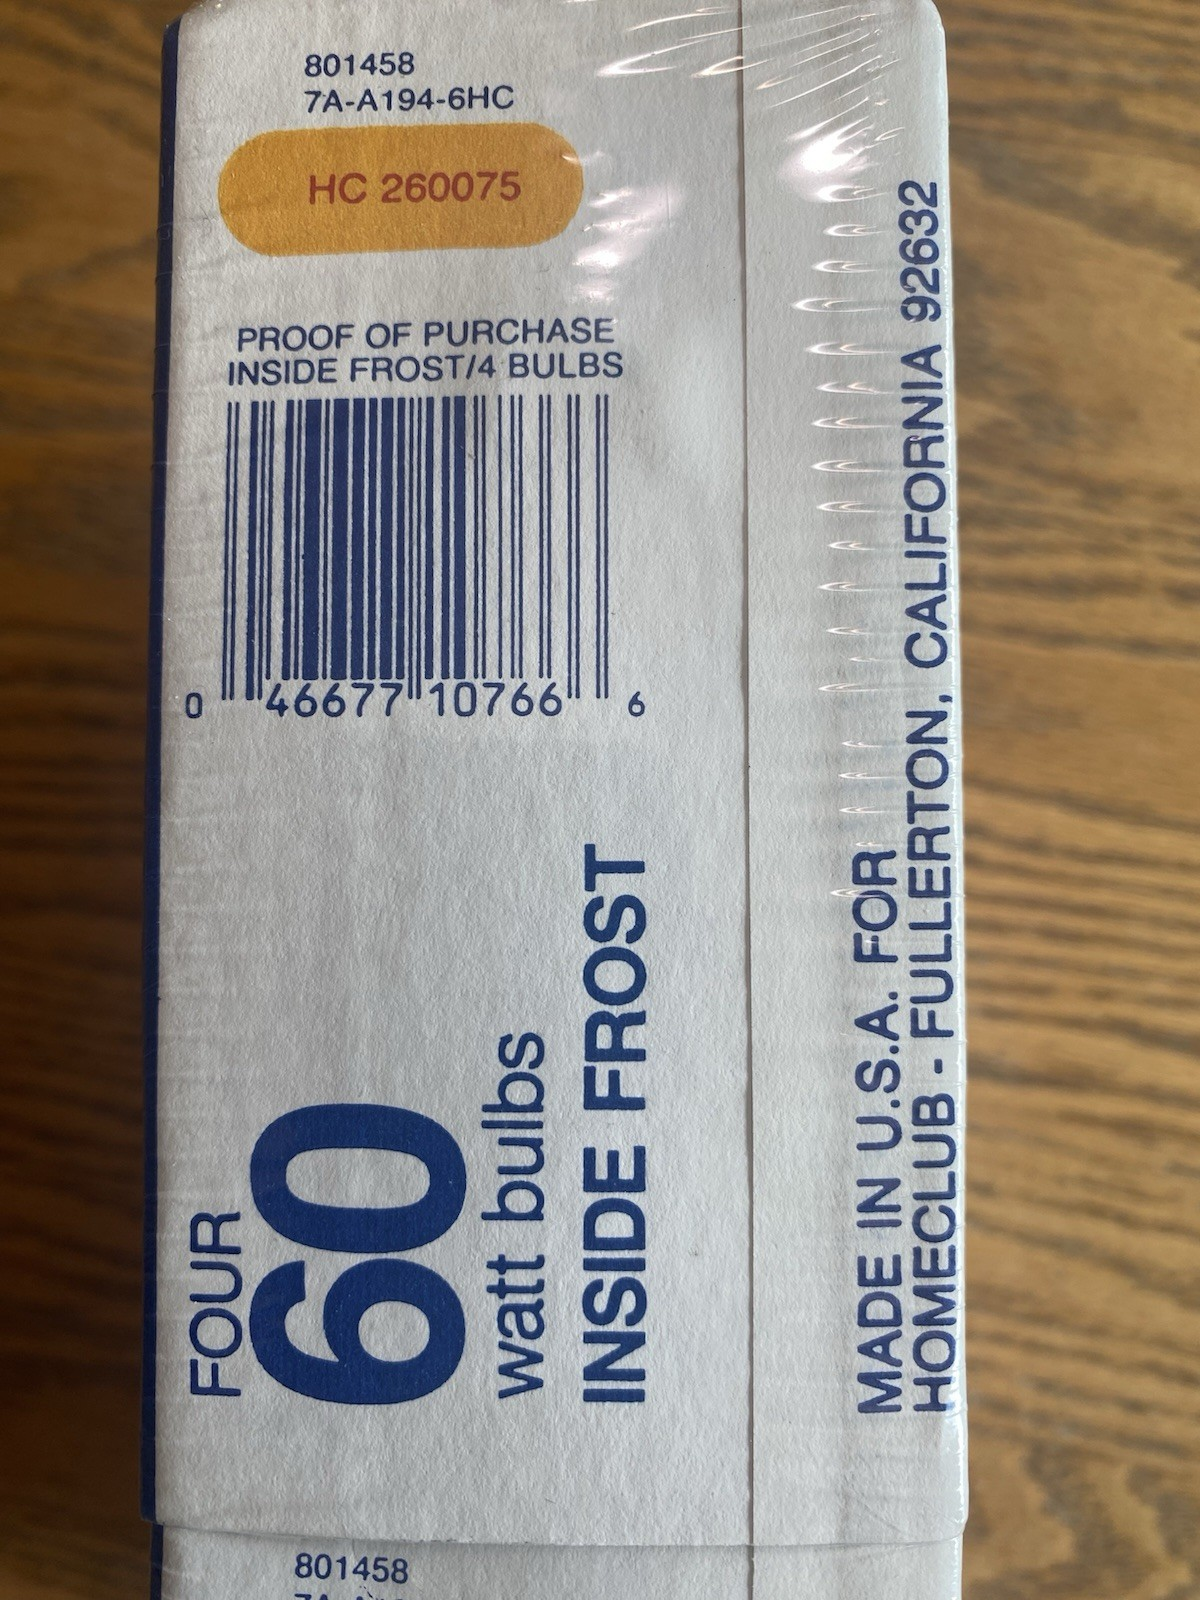 801458
7A-A194-6HC
HC 260075
PROOF OF PURCHASE
INSIDE FROST/4 BULBS
0 46677 10766 6
FOUR
60
watt bulbs
INSIDE FROST
MADE IN U.S.A. FOR
HOMECLUB - FULLERTON, CALIFORNIA 92632
801458